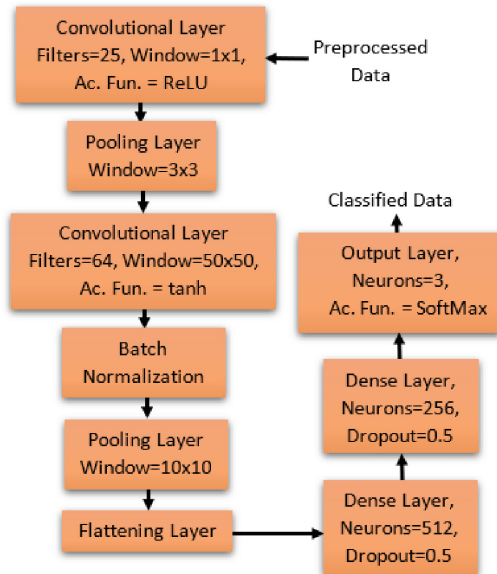 Convolutional Layer
Filters=25, Window=1x1,
Ac. Fun. = ReLU
Preprocessed
Data
Pooling Layer
Window=3x3
Convolutional Layer
Filters=64, Window=50x50,
Ac. Fun. = tanh
Batch
Normalization
Pooling Layer
Window=10x10
Flattening Layer
Dense Layer,
Neurons=512,
Dropout=0.5
Dense Layer,
Neurons=256,
Dropout=0.5
Output Layer,
Neurons=3,
Ac. Fun. = SoftMax
Classified Data